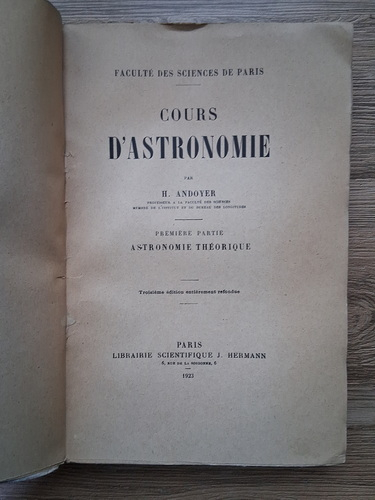 FACULTÉ DES SCIENCES DE PARIS
COURS
D'ASTRONOMIE
PAR
H. ANDOYER
PROFESSEUR A LA FACULTÉ DES SCIENCES
MEMBRE DE L'INSTITUT ET DU BUREAU DES LONGITUDES
PREMIÈRE PARTIE
ASTRONOMIE THÉORIQUE
Troisième édition entièrement refondue
PARIS
LIBRAIRIE SCIENTIFIQUE J. HERMANN
6, RUE DE LA SORBONNE, 6
1923